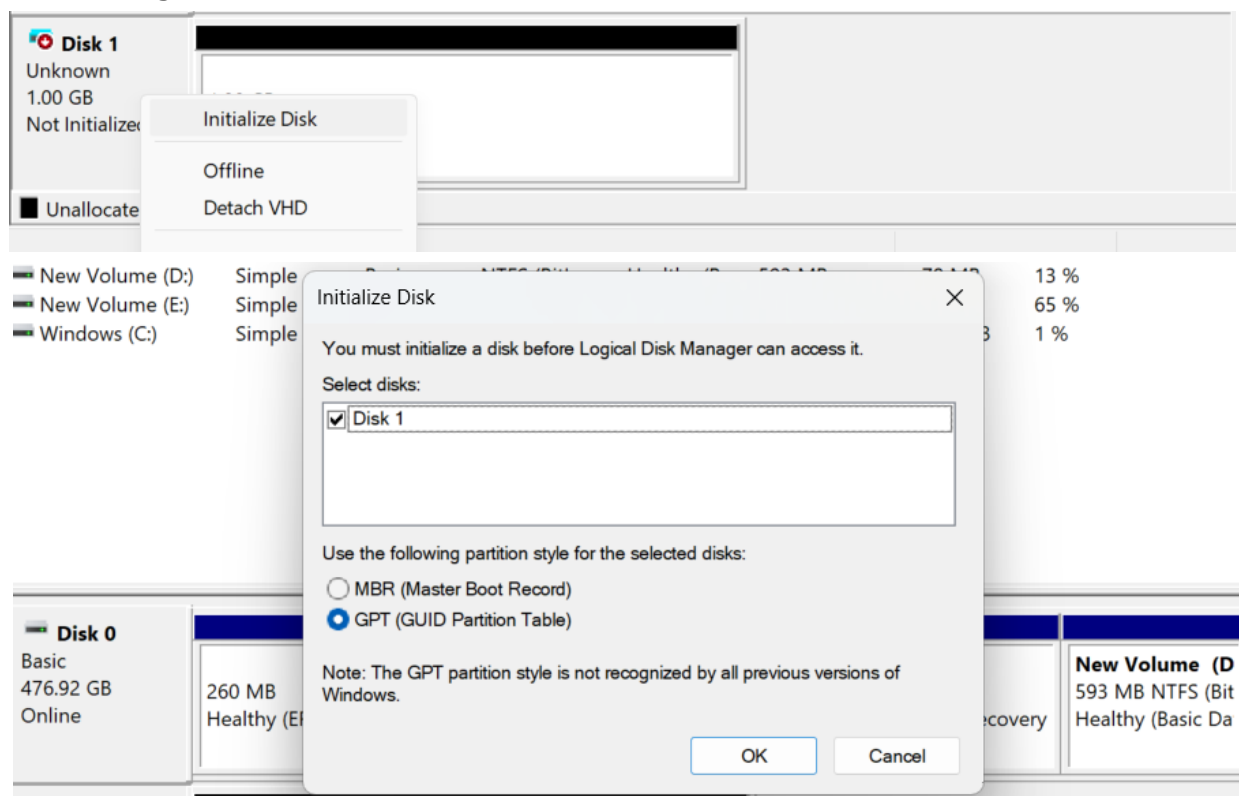 Disk 1
Unknown
1.00 GB
Not Initialized
Initialize Disk
Offline
Detach VHD
Unallocate
New Volume (D:) Simple 593 MB 13 %
New Volume (E:) Simple 65 %
Windows (C:) Simple 1 %
Initialize Disk
You must initialize a disk before Logical Disk Manager can access it.
Select disks:
Disk 1
Use the following partition style for the selected disks:
MBR (Master Boot Record)
GPT (GUID Partition Table)
Note: The GPT partition style is not recognized by all previous versions of
Windows.
OK Cancel
Disk 0
Basic
476.92 GB
Online
260 MB
Healthy (EF
ecovery
New Volume (D
593 MB NTFS (Bit
Healthy (Basic Da